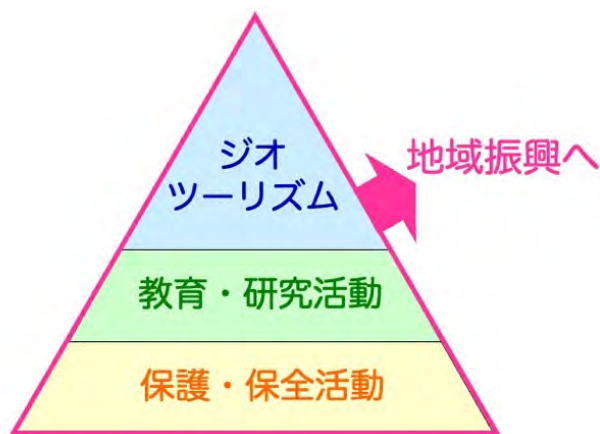 ジオ
ツーリズム
地域振興へ
教育・研究活動
保護・保全活動